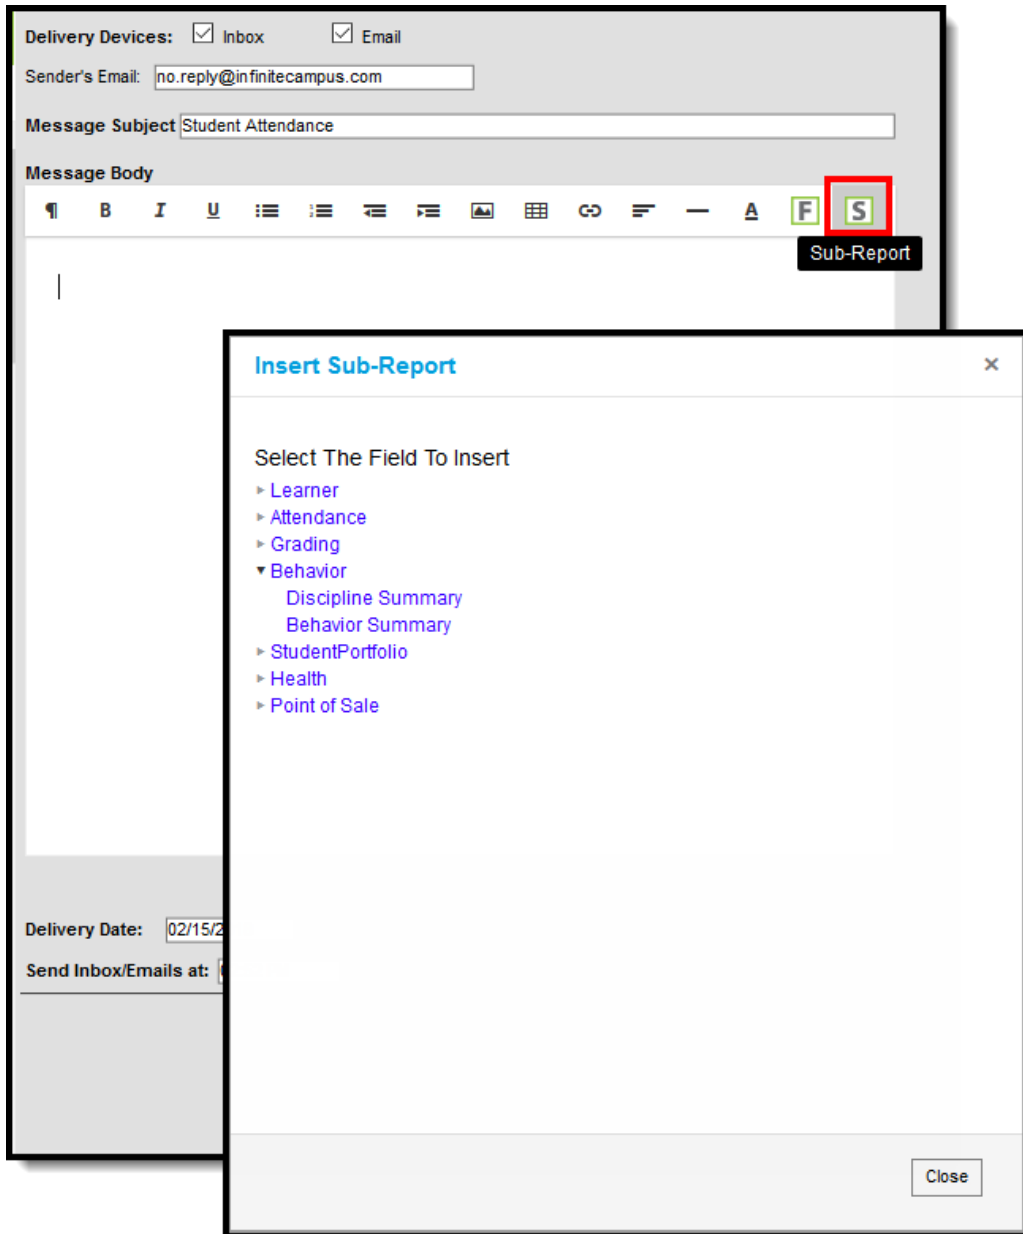 Delivery Devices: Inbox Email
Sender's Email: no.reply@infinitecampus.com
Message Subject Student Attendance
Message Body
¶ B I U A F S
Sub-Report
Insert Sub-Report ×
Select The Field To Insert
Learner
Attendance
Grading
Behavior
Discipline Summary
Behavior Summary
StudentPortfolio
Health
Point of Sale
Delivery Date: 02/15/2
Send Inbox/Emails at:
Close